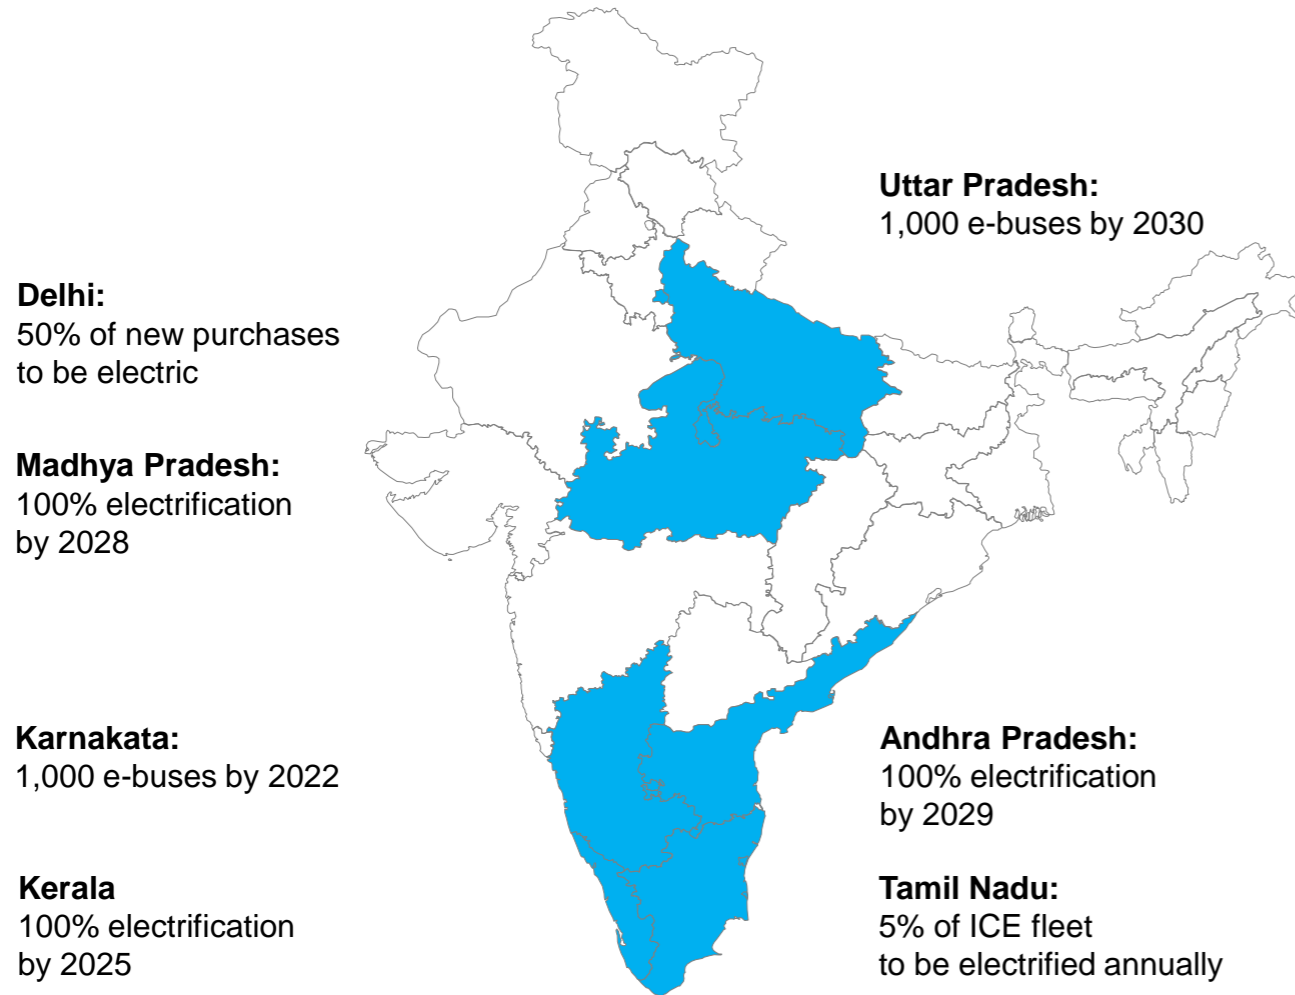 Uttar Pradesh:
1,000 e-buses by 2030
Delhi:
50% of new purchases
to be electric
Madhya Pradesh:
100% electrification
by 2028
Karnakata:
1,000 e-buses by 2022
Andhra Pradesh:
100% electrification
by 2029
Kerala
100% electrification
by 2025
Tamil Nadu:
5% of ICE fleet
to be electrified annually